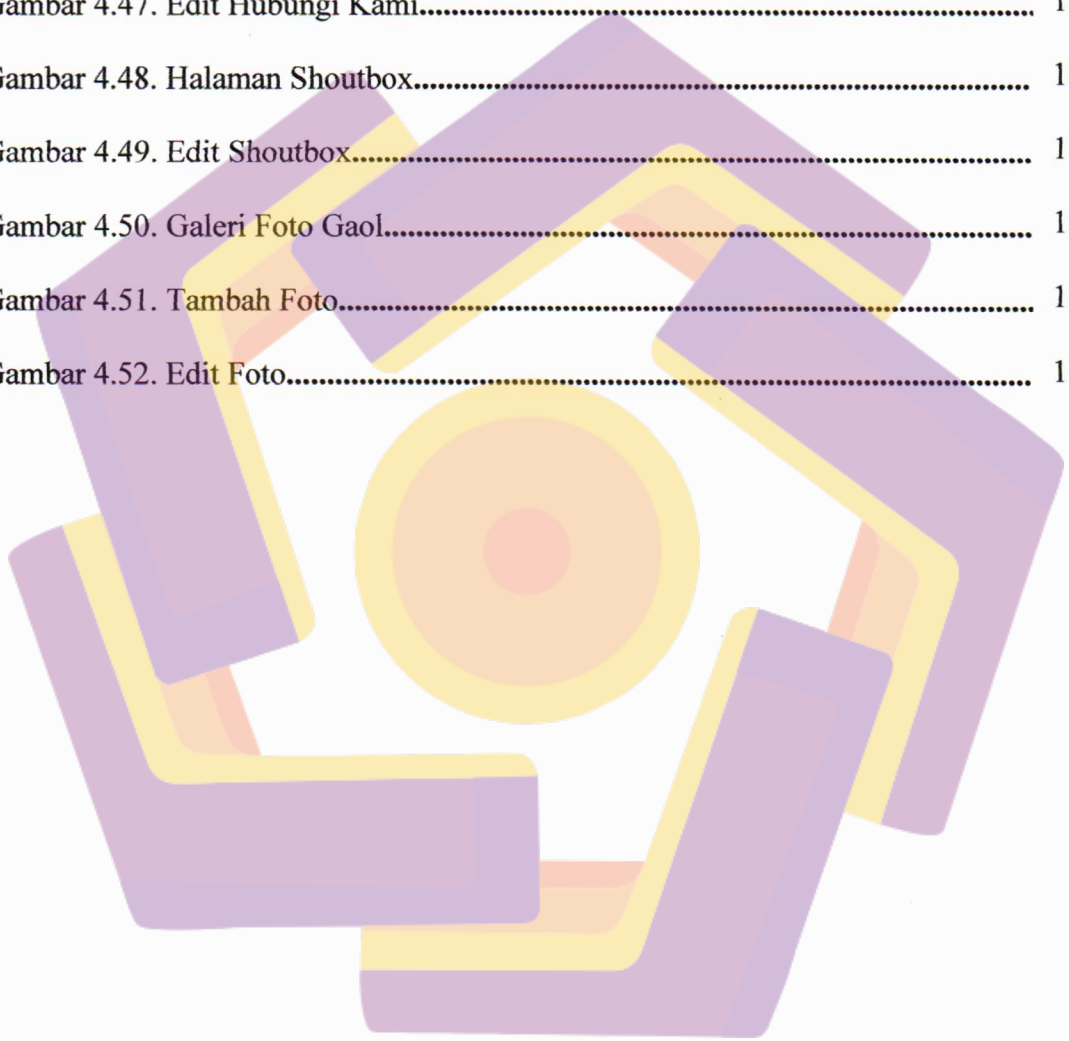 Gambar 4.47. Edit Hubungi Kami........................................................................ 1
Gambar 4.48. Halaman Shoutbox........................................................................ 1
Gambar 4.49. Edit Shoutbox................................................................................ 1
Gambar 4.50. Galeri Foto Gaol............................................................................ 1
Gambar 4.51. Tambah Foto.................................................................................. 1
Gambar 4.52. Edit Foto........................................................................................ 1